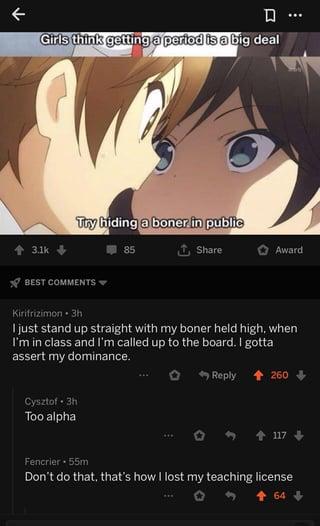 Girls think getting a period is a big deal
Try hiding a boner in public
3.1k 85 Share Award
BEST COMMENTS
Kirifrizimon • 3h
I just stand up straight with my boner held high, when
I'm in class and I'm called up to the board. I gotta
assert my dominance.
Reply 260
Cysztof • 3h
Too alpha
117
Fencrier • 55m
Don't do that, that's how I lost my teaching license
64